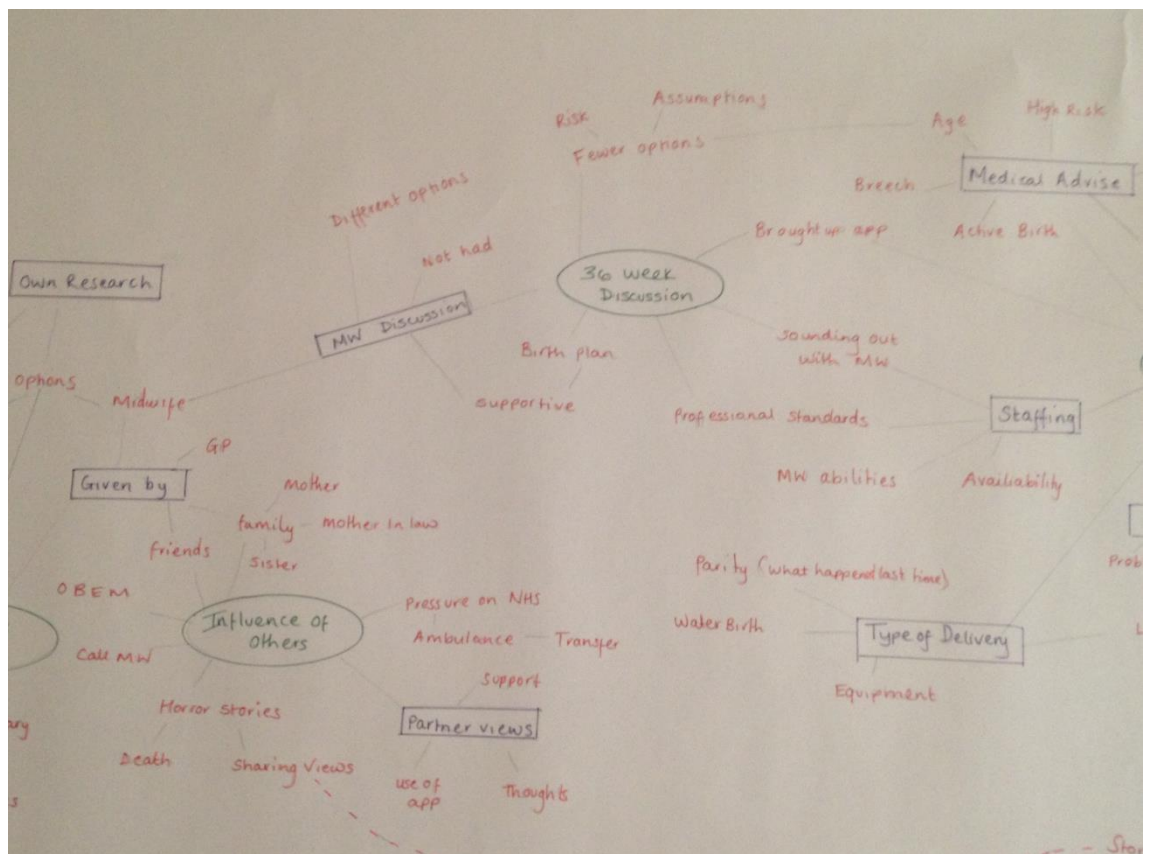 Assumptions
Risk
High Risk
Age
Fewer options
Medical Advise
Breech
Different options
Brought up app
Active Birth
Not had
36 week
Discussion
Own Research
MW Discussion
Sounding out
with MW
Birth plan
options
Midwife
Supportive
Professional Standards
Staffing
GP
Given by
Mother
MW abilities
Availiability
family
mother in law
friends
Sister
Parity (what happened last time)
Prob
OBEM
Pressure on NHS
Influence of
Others
Water Birth
Type of Delivery
Ambulance
Transfer
Call MW
Support
Equipment
Horror Stories
Partner views
ary
Death
Sharing Views
use of
app
Thoughts
s
Stor